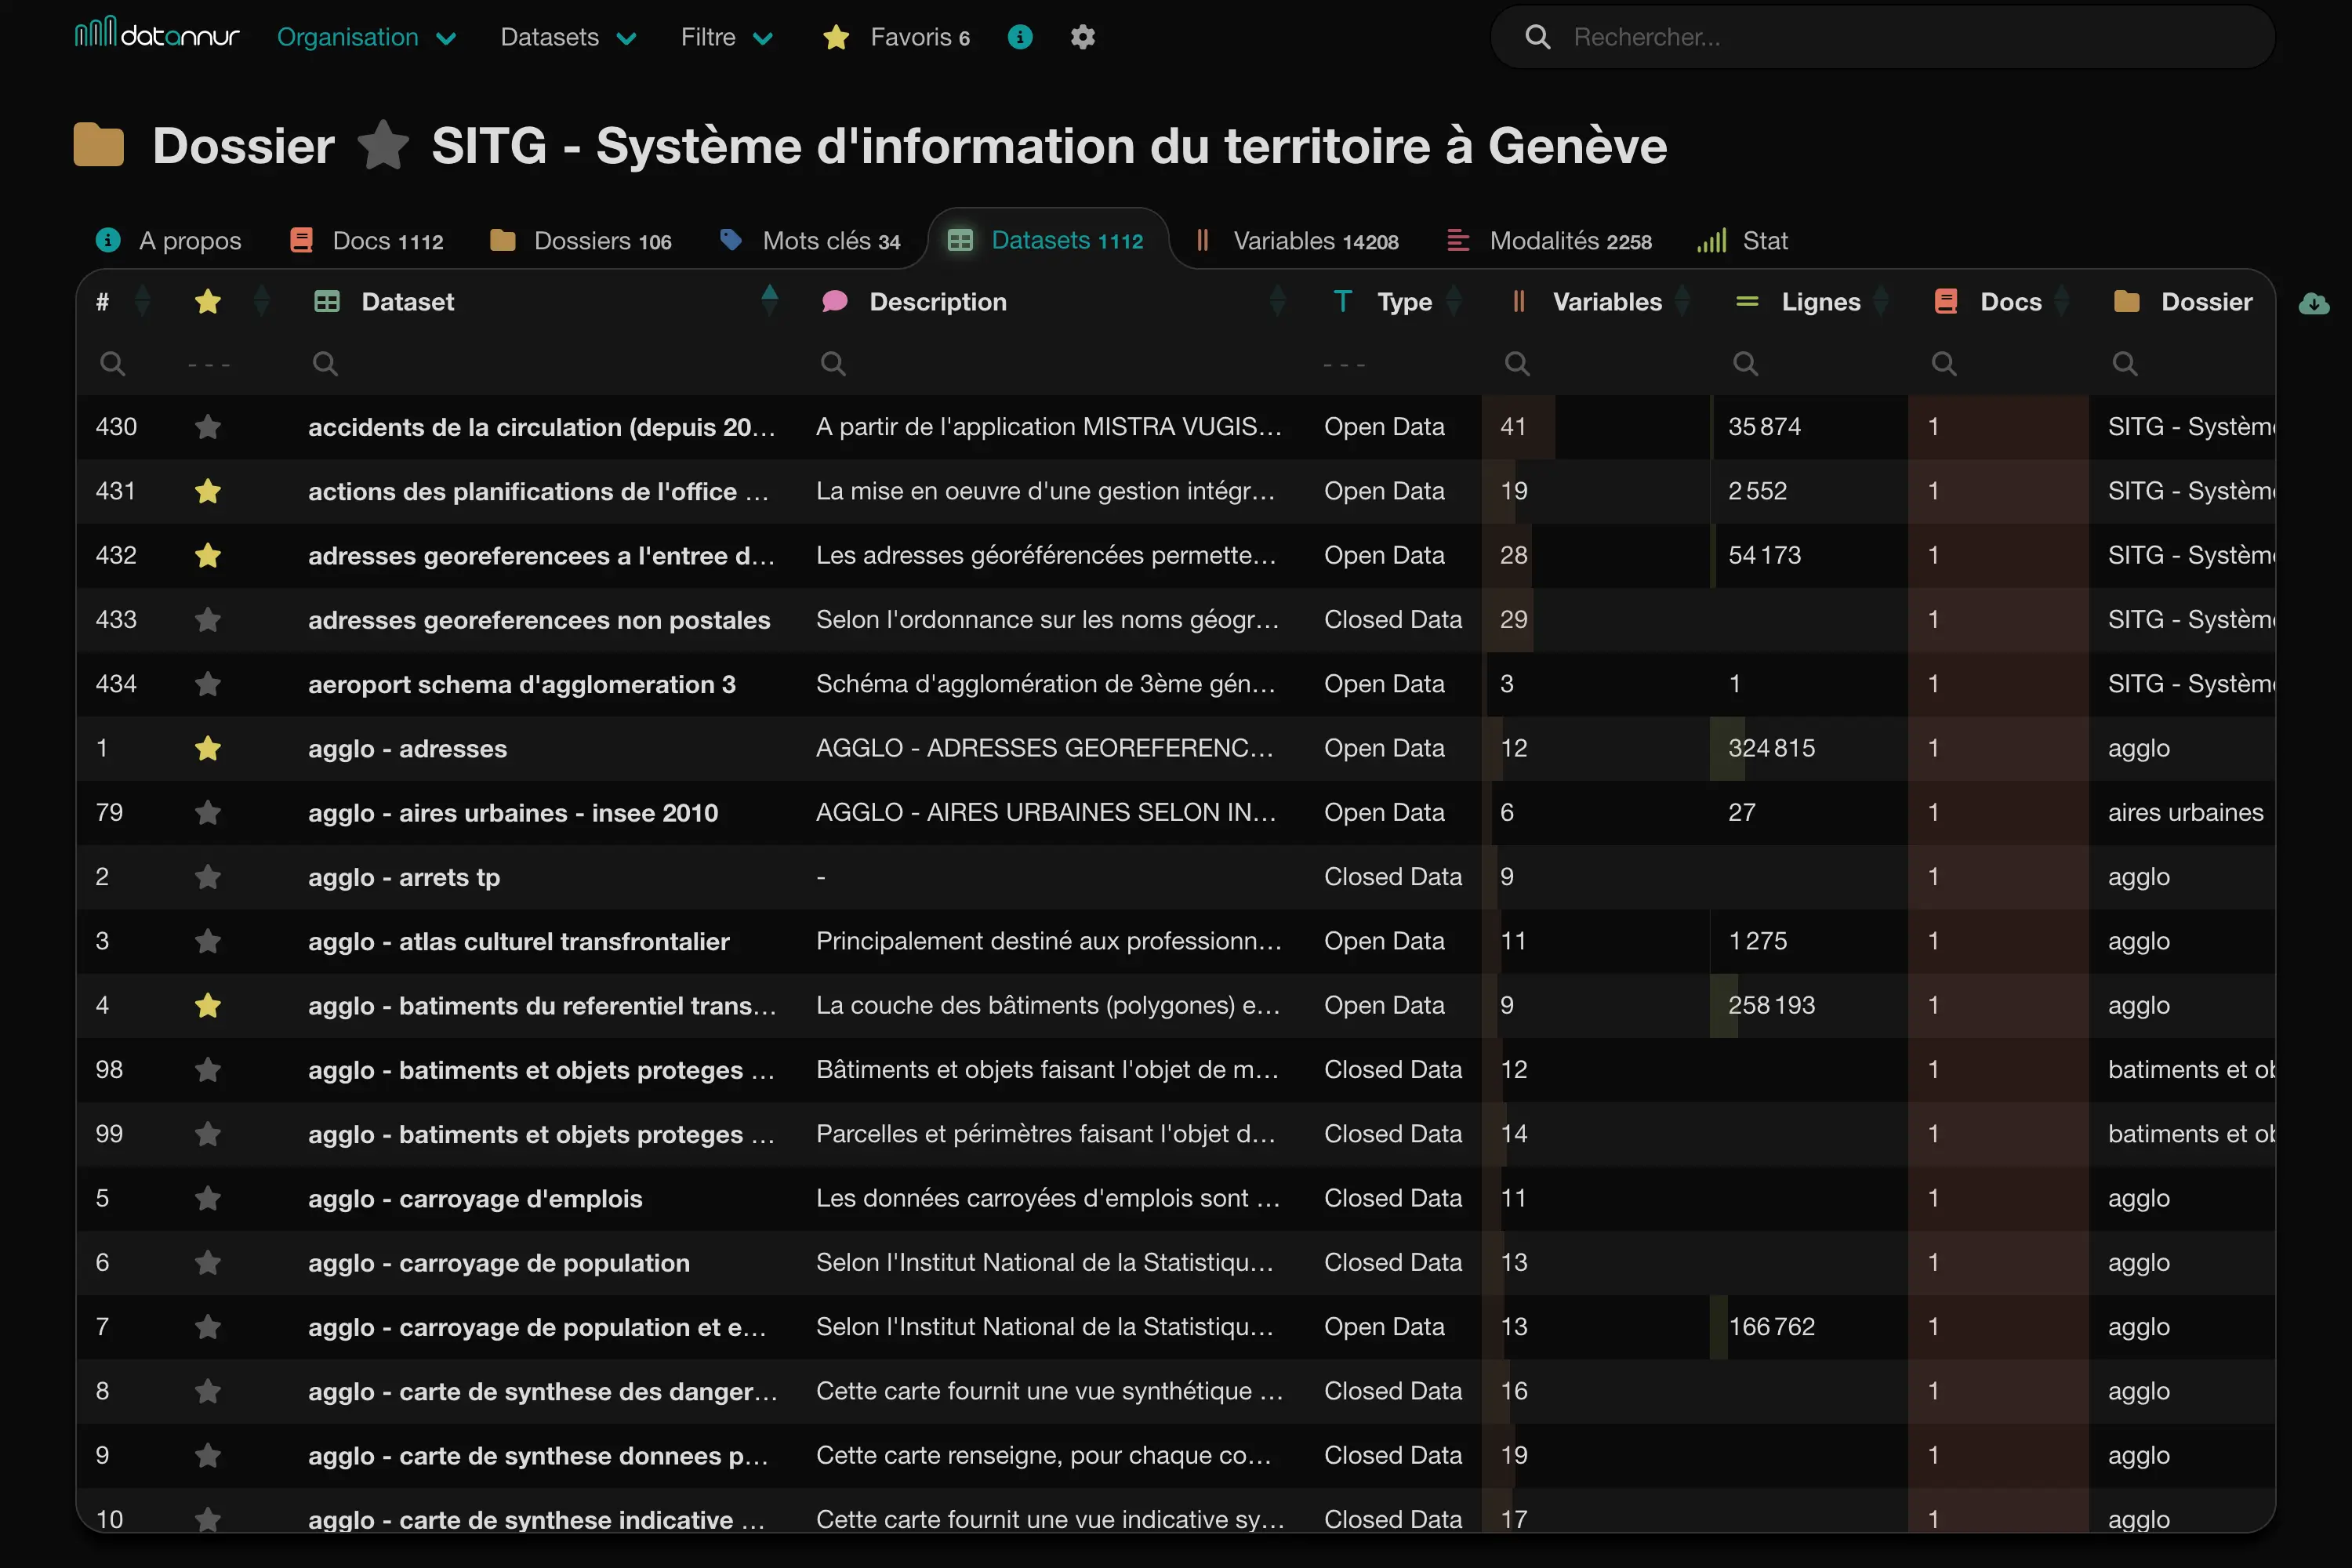 datannur Organisation Datasets Filtre Favoris 6 Rechercher...
Dossier SITG - Système d'information du territoire à Genève
A propos Docs 1112 Dossiers 106 Mots clés 34 Datasets 1112 Variables 14208 Modalités 2258 Stat
# Dataset Description Type Variables Lignes Docs Dossier
--- ---
430 accidents de la circulation (depuis 20… A partir de l'application MISTRA VUGIS… Open Data 41 35 874 1 SITG - Système
431 actions des planifications de l'office … La mise en oeuvre d'une gestion intégr… Open Data 19 2 552 1 SITG - Système
432 adresses georeferencees a l'entree d… Les adresses géoréférencées permette… Open Data 28 54 173 1 SITG - Système
433 adresses georeferencees non postales Selon l'ordonnance sur les noms géogr… Closed Data 29 1 SITG - Système
434 aeroport schema d'agglomeration 3 Schéma d'agglomération de 3ème gén… Open Data 3 1 1 SITG - Système
1 agglo - adresses AGGLO - ADRESSES GEOREFERENC… Open Data 12 324 815 1 agglo
79 agglo - aires urbaines - insee 2010 AGGLO - AIRES URBAINES SELON IN… Open Data 6 27 1 aires urbaines
2 agglo - arrets tp - Closed Data 9 1 agglo
3 agglo - atlas culturel transfrontalier Principalement destiné aux professionn… Open Data 11 1 275 1 agglo
4 agglo - batiments du referentiel trans… La couche des bâtiments (polygones) e… Open Data 9 258 193 1 agglo
98 agglo - batiments et objets proteges … Bâtiments et objets faisant l'objet de m… Closed Data 12 1 batiments et ob
99 agglo - batiments et objets proteges … Parcelles et périmètres faisant l'objet d… Closed Data 14 1 batiments et ob
5 agglo - carroyage d'emplois Les données carroyées d'emplois sont … Closed Data 11 1 agglo
6 agglo - carroyage de population Selon l'Institut National de la Statistiqu… Closed Data 13 1 agglo
7 agglo - carroyage de population et e… Selon l'Institut National de la Statistiqu… Open Data 13 166 762 1 agglo
8 agglo - carte de synthese des danger… Cette carte fournit une vue synthétique … Closed Data 16 1 agglo
9 agglo - carte de synthese donnees p… Cette carte renseigne, pour chaque co… Closed Data 19 1 agglo
10 agglo - carte de synthese indicative … Cette carte fournit une vue indicative sy… Closed Data 17 1 agglo